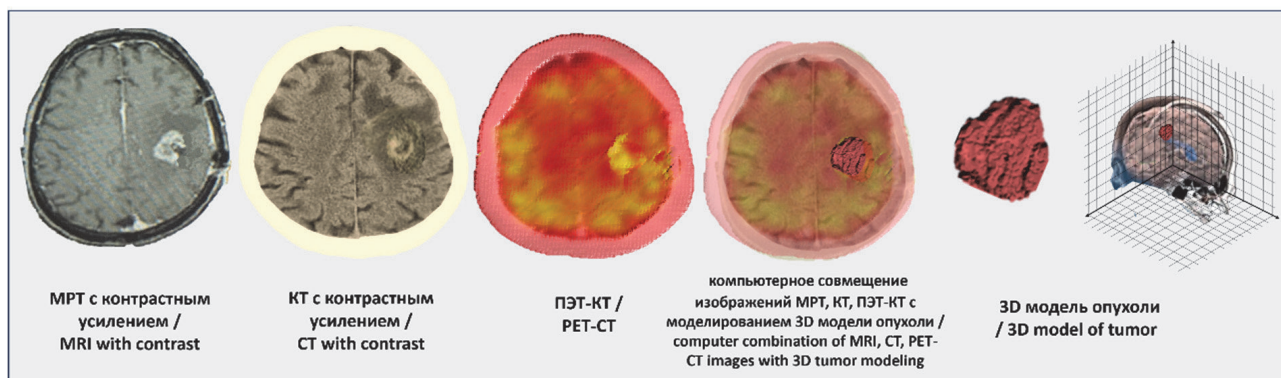 МРТ с контрастным
усилением /
MRI with contrast
КТ с контрастным
усилением /
CT with contrast
ПЭТ-КТ /
PET-CT
компьютерное совмещение
изображений МРТ, КТ, ПЭТ-КТ с
моделированием 3D модели опухоли /
computer combination of MRI, CT, PET-
CT images with 3D tumor modeling
3D модель опухоли
/ 3D model of tumor